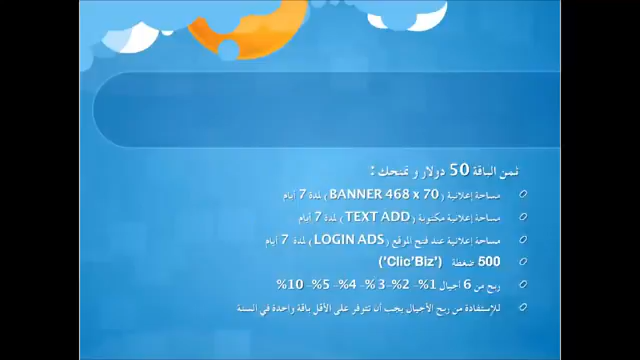 ثمن الباقة 50 دولار و تمنحك :
مساحة إعلانية ( BANNER 468 x 70 ) لمدة 7 أيام
مساحة إعلانية مكتوبة ( TEXT ADD ) لمدة 7 أيام
مساحة إعلانية عند فتح الموقع ( LOGIN ADS ) لمدة 7 أيام
500 ضغطة ('Clic'Biz')
ربح من 6 أجيال 1%- 2%- 3%- 4%- 5%- 10%
للإستفادة من ربح الأجيال يجب أن تتوفر على الأقل باقة واحدة في السنة